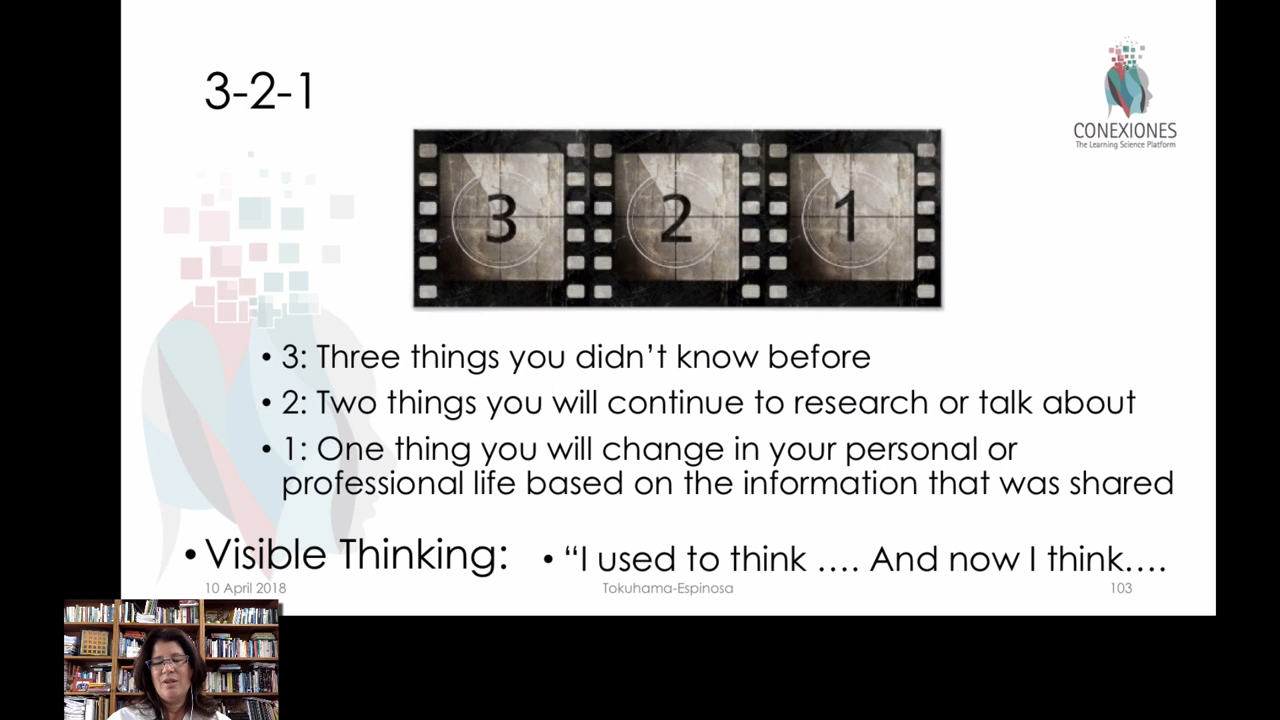 3-2-1
CONEXIONES
The Learning Science Platform
3 2 1
• 3: Three things you didn’t know before
• 2: Two things you will continue to research or talk about
• 1: One thing you will change in your personal or
professional life based on the information that was shared
• Visible Thinking: • “I used to think …. And now I think….
10 April 2018 Tokuhama-Espinosa 103